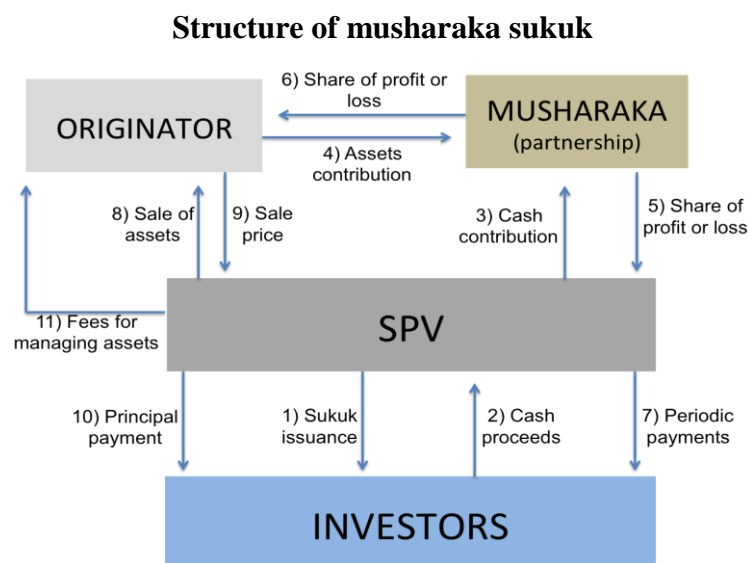 Structure of musharaka sukuk
6) Share of profit or
loss
ORIGINATOR
MUSHARAKA
(partnership)
4) Assets
contribution
8) Sale of
assets
9) Sale
price
3) Cash
contribution
5) Share of
profit or loss
SPV
11) Fees for
managing assets
10) Principal
payment
1) Sukuk
issuance
2) Cash
proceeds
7) Periodic
payments
INVESTORS